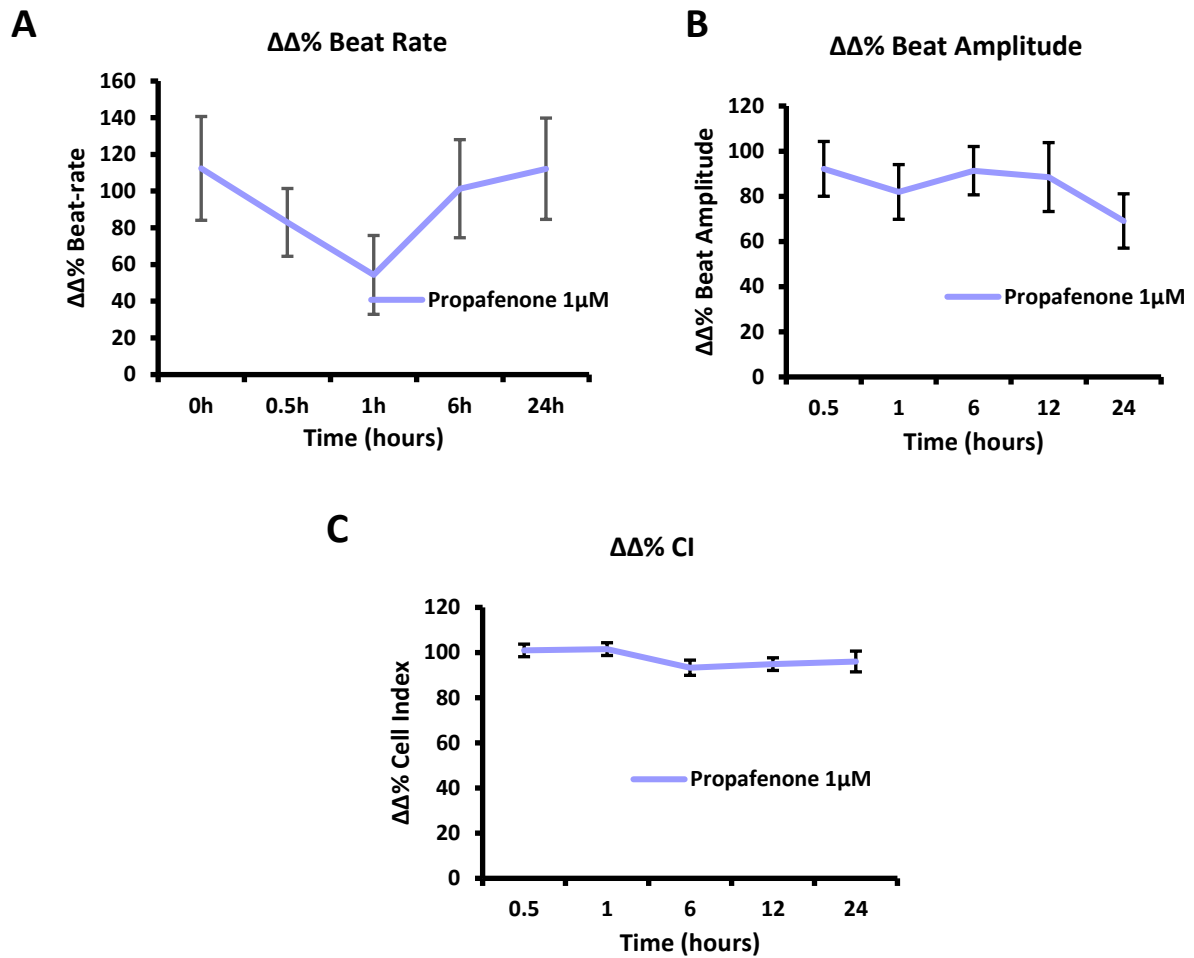 A
ΔΔ% Beat Rate
ΔΔ% Beat-rate
160
140
120
100
80
60
40
20
0
Propafenone 1μM
0h 0.5h 1h 6h 24h
Time (hours)
B
ΔΔ% Beat Amplitude
ΔΔ% Beat Amplitude
120
100
80
60
40
20
0
Propafenone 1μM
0.5 1 6 12 24
Time (hours)
C
ΔΔ% CI
ΔΔ% Cell Index
120
100
80
60
40
20
0
Propafenone 1μM
0.5 1 6 12 24
Time (hours)